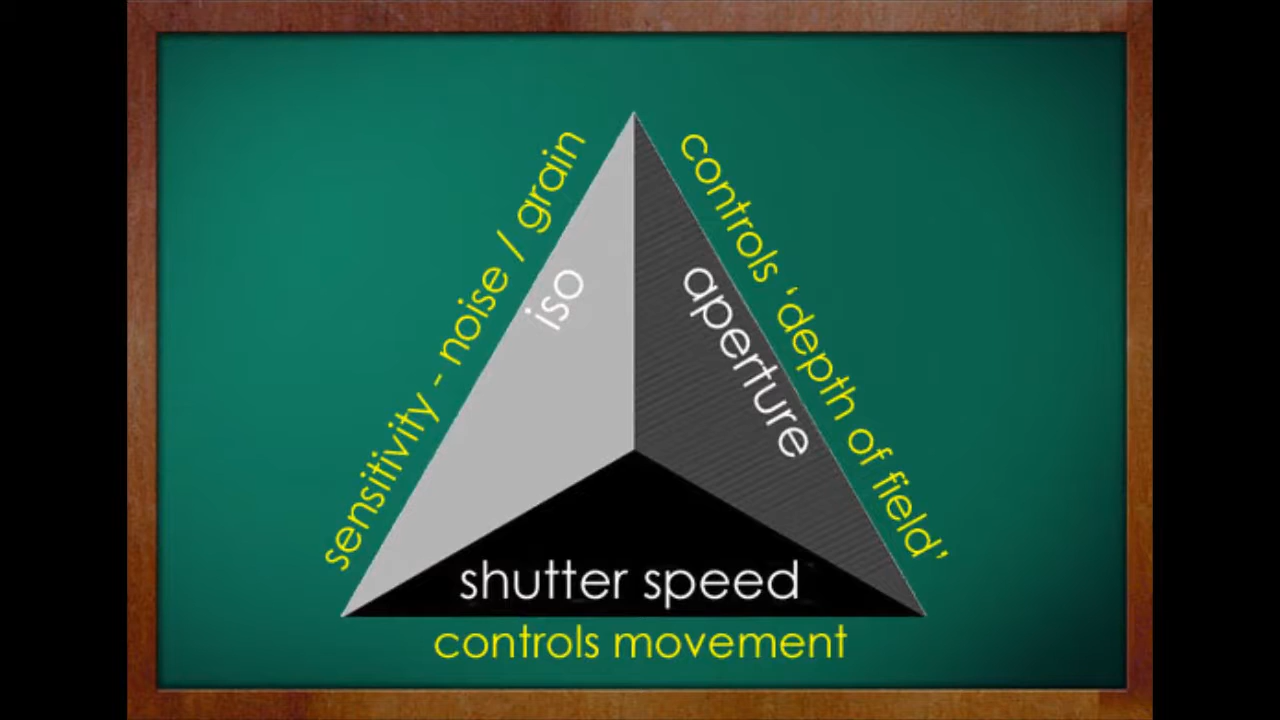 sensitivity - noise / grain
iso
controls 'depth of field'
aperture
shutter speed
controls movement